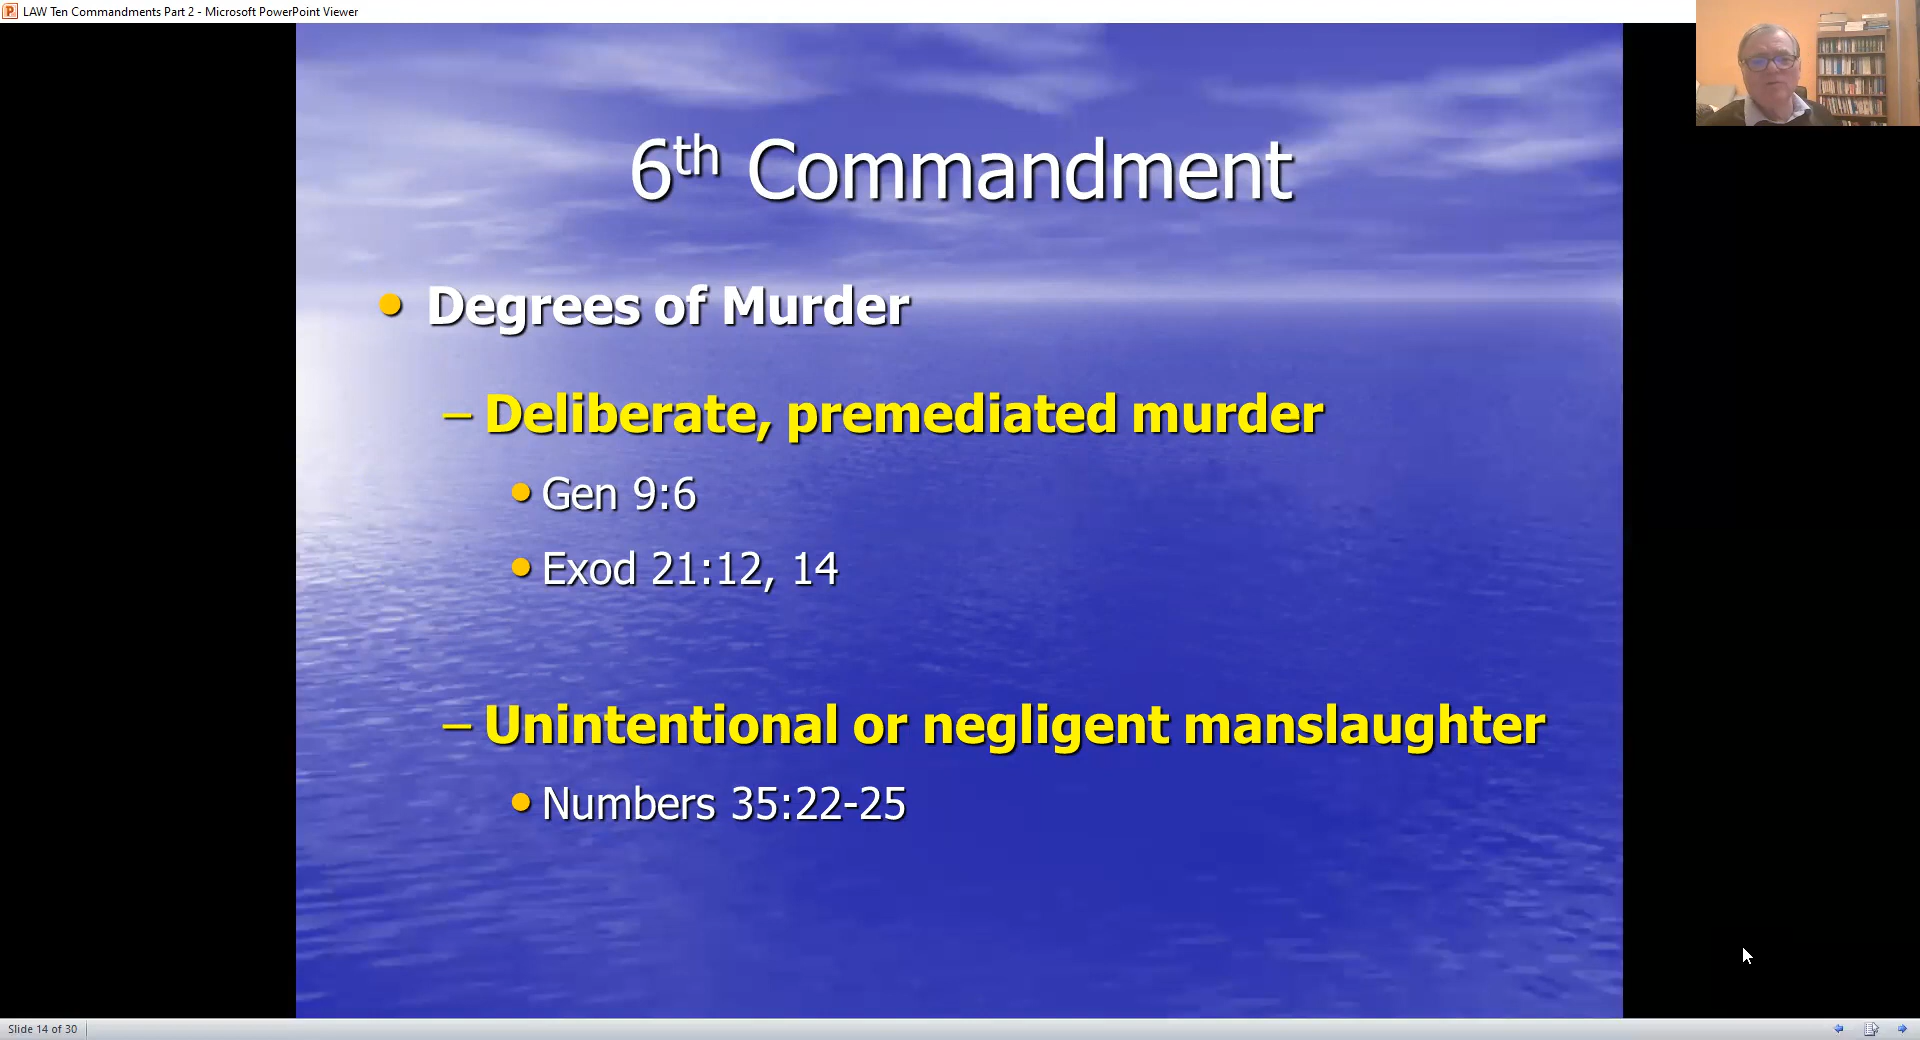 LAW Ten Commandments Part 2 - Microsoft PowerPoint Viewer
6th Commandment
• Degrees of Murder
– Deliberate, premediated murder
• Gen 9:6
• Exod 21:12, 14
– Unintentional or negligent manslaughter
• Numbers 35:22-25
Slide 14 of 30